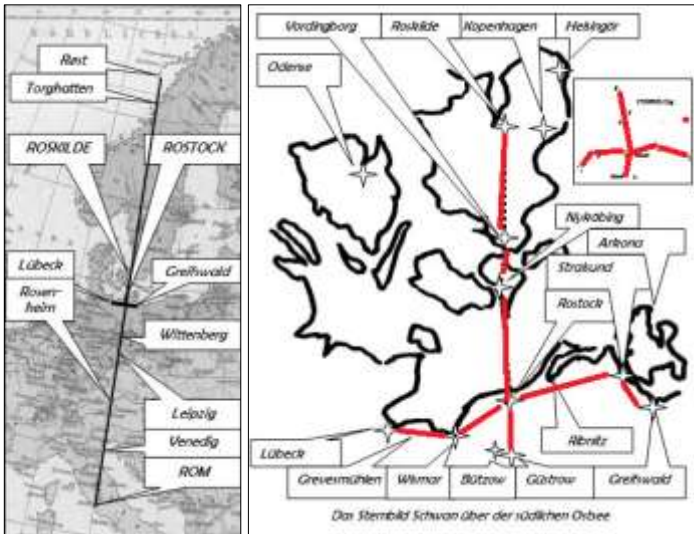 Røst
Torghatten
ROSKILDE
ROSTOCK
Lübeck
Greifswald
Rosen-
heim
Wittenberg
Leipzig
Venedig
ROM
Vordingborg
Roskilde
Kopenhagen
Helsingör
Odense
Nyköbing
Arkona
Stralsund
Rostock
Ribnitz
Lübeck
Grevesmühlen
Wismar
Bützow
Güstrow
Greifswald
Das Sternbild Schwan über der südlichen Ostsee